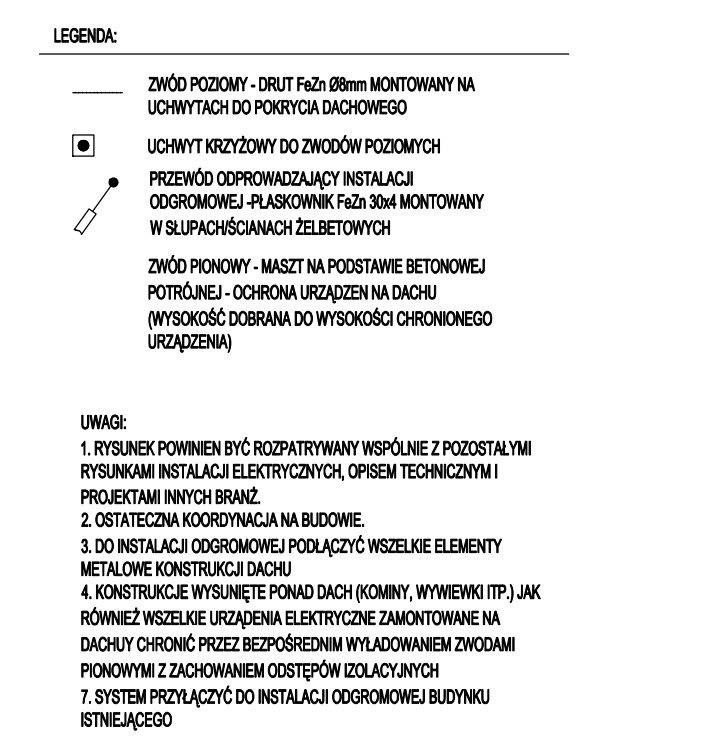 LEGENDA:
ZWÓD POZIOMY - DRUT FeZn Ø8mm MONTOWANY NA
UCHWYTACH DO POKRYCIA DACHOWEGO
UCHWYT KRZYŻOWY DO ZWODÓW POZIOMYCH
PRZEWÓD ODPROWADZAJĄCY INSTALACJI
ODGROMOWEJ -PŁASKOWNIK FeZn 30x4 MONTOWANY
W SŁUPACH/ŚCIANACH ŻELBETOWYCH
ZWÓD PIONOWY - MASZT NA PODSTAWIE BETONOWEJ
POTRÓJNEJ - OCHRONA URZĄDZEN NA DACHU
(WYSOKOŚĆ DOBRANA DO WYSOKOŚCI CHRONIONEGO
URZĄDZENIA)
UWAGI:
1. RYSUNEK POWINIEN BYĆ ROZPATRYWANY WSPÓLNIE Z POZOSTAŁYMI
RYSUNKAMI INSTALACJI ELEKTRYCZNYCH, OPISEM TECHNICZNYM I
PROJEKTAMI INNYCH BRANŻ.
2. OSTATECZNA KOORDYNACJA NA BUDOWIE.
3. DO INSTALACJI ODGROMOWEJ PODŁĄCZYĆ WSZELKIE ELEMENTY
METALOWE KONSTRUKCJI DACHU
4. KONSTRUKCJE WYSUNIĘTE PONAD DACH (KOMINY, WYWIEWKI ITP.) JAK
RÓWNIEŻ WSZELKIE URZĄDENIA ELEKTRYCZNE ZAMONTOWANE NA
DACHUY CHRONIĆ PRZEZ BEZPOŚREDNIM WYŁADOWANIEM ZWODAMI
PIONOWYMI Z ZACHOWANIEM ODSTĘPÓW IZOLACYJNYCH
7. SYSTEM PRZYŁĄCZYĆ DO INSTALACJI ODGROMOWEJ BUDYNKU
ISTNIEJĄCEGO